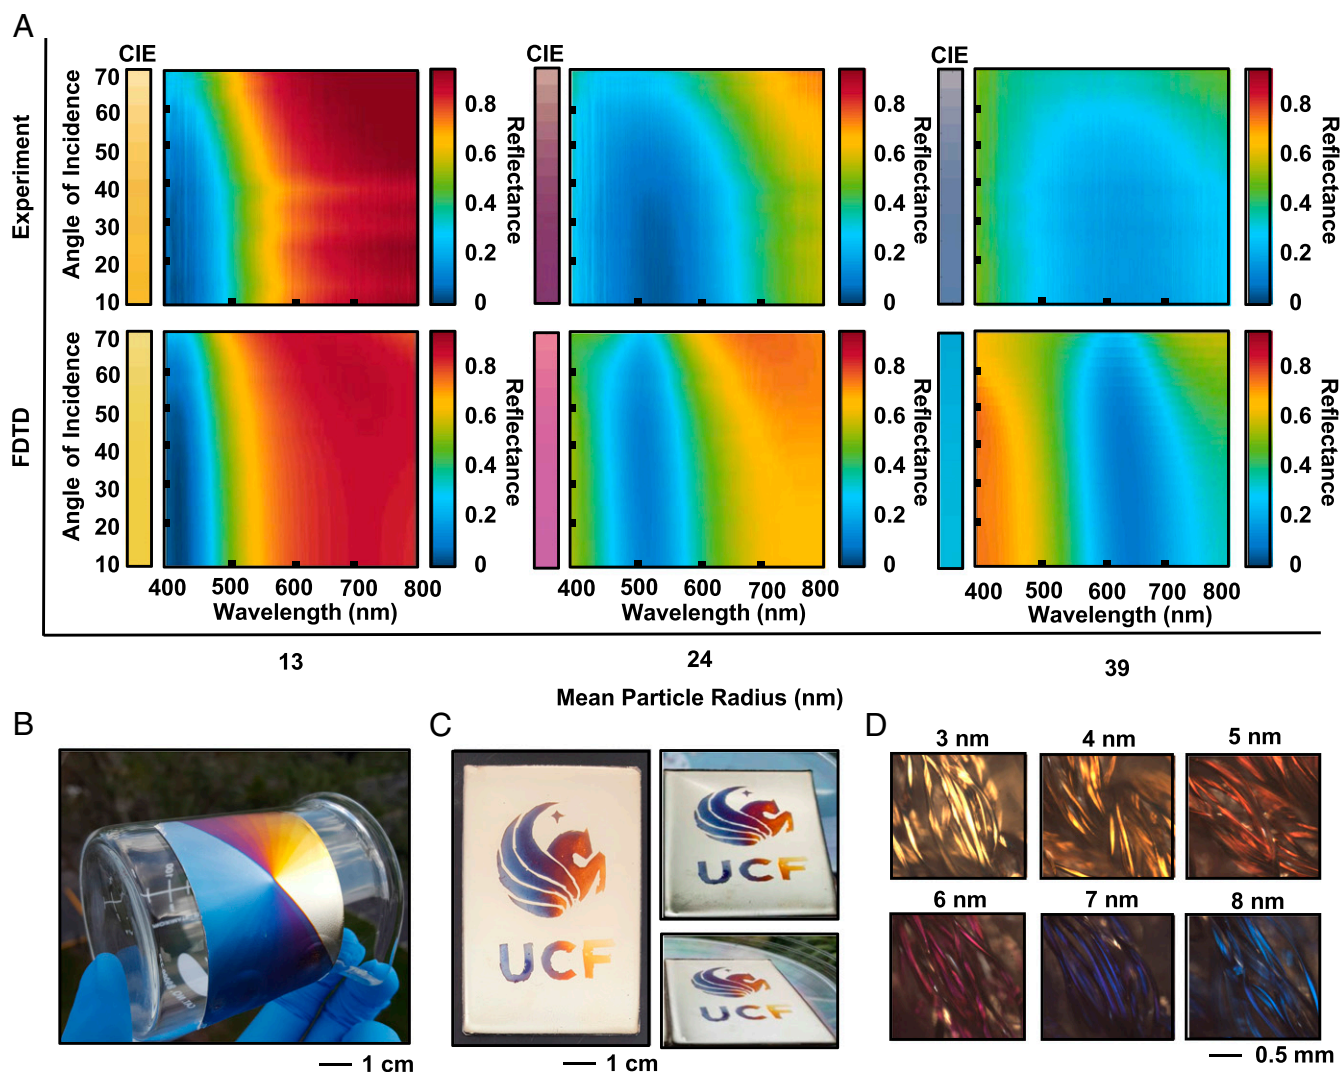 A
CIE
CIE
CIE
Experiment
Angle of Incidence
70
60
50
40
30
20
10
0.8
0.6
0.4
0.2
0
Reflectance
0.8
0.6
0.4
0.2
0
Reflectance
0.8
0.6
0.4
0.2
0
Reflectance
FDTD
Angle of Incidence
70
60
50
40
30
20
10
0.8
0.6
0.4
0.2
0
Reflectance
0.8
0.6
0.4
0.2
0
Reflectance
0.8
0.6
0.4
0.2
0
Reflectance
400 500 600 700 800
Wavelength (nm)
400 500 600 700 800
Wavelength (nm)
400 500 600 700 800
Wavelength (nm)
13
24
39
Mean Particle Radius (nm)
B
1 cm
C
UCF
UCF
UCF
1 cm
D
3 nm
4 nm
5 nm
6 nm
7 nm
8 nm
0.5 mm